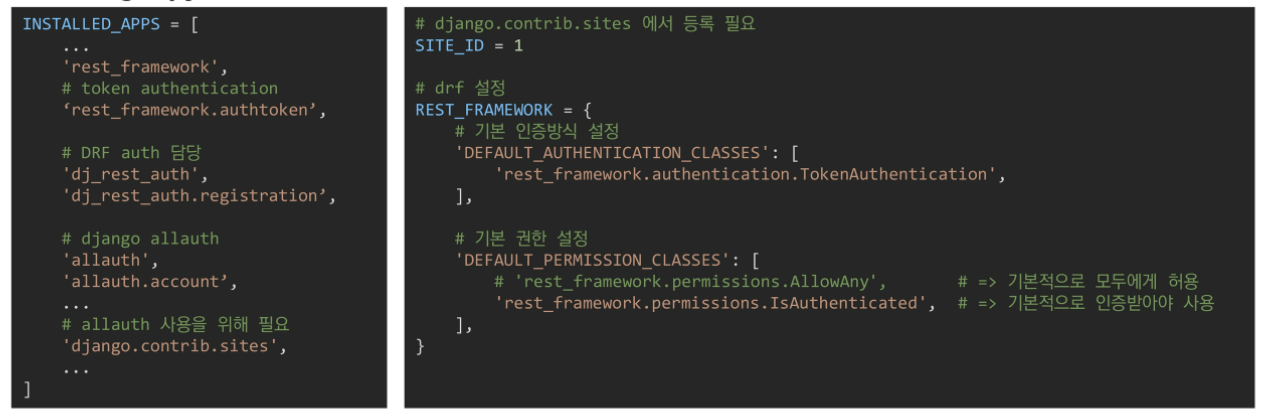 INSTALLED_APPS = [
    ...
    'rest_framework',
    # token authentication
    ‘rest_framework.authtoken’,

    # DRF auth 담당
    'dj_rest_auth',
    'dj_rest_auth.registration’,

    # django allauth
    'allauth',
    'allauth.account’,
    ...
    # allauth 사용을 위해 필요
    'django.contrib.sites',
    ...
]
# django.contrib.sites 에서 등록 필요
SITE_ID = 1

# drf 설정
REST_FRAMEWORK = {
    # 기본 인증방식 설정
    'DEFAULT_AUTHENTICATION_CLASSES': [
        'rest_framework.authentication.TokenAuthentication',
    ],

    # 기본 권한 설정
    'DEFAULT_PERMISSION_CLASSES': [
        # 'rest_framework.permissions.AllowAny',       # => 기본적으로 모두에게 허용
        'rest_framework.permissions.IsAuthenticated',  # => 기본적으로 인증받아야 사용
    ],
}